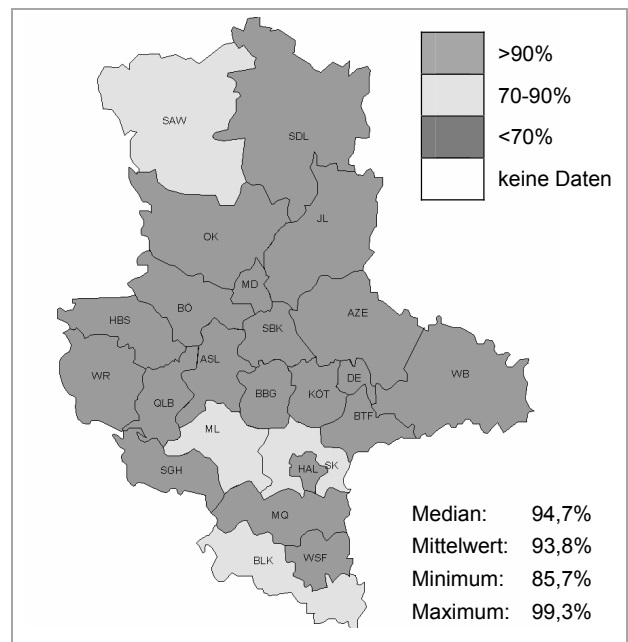 >90%
70-90%
<70%
keine Daten
SAW
SDL
JL
OK
MD
BÖ
HBS
SBK
AZE
ASL
WR
QLB
BBG
KÖT
DE
WB
BTF
ML
SGH
HAL
SK
MQ
BLK
WSF
Median: 94,7%
Mittelwert: 93,8%
Minimum: 85,7%
Maximum: 99,3%